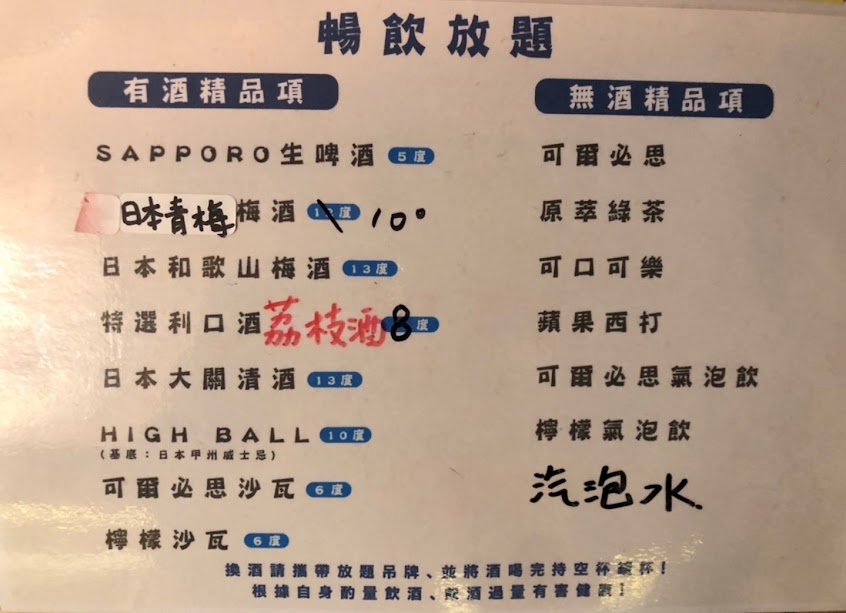 暢飲放題
有酒精品項
SAPPORO生啤酒 5度
日本青梅梅酒 度 10°
日本和歌山梅酒 13度
特選利口酒 荔枝酒 8度
日本大關清酒 13度
HIGH BALL 10度
(基底:日本甲州威士忌)
可爾必思沙瓦 6度
檸檬沙瓦 6度
無酒精品項
可爾必思
原萃綠茶
可口可樂
蘋果西打
可爾必思氣泡飲
檸檬氣泡飲
汽泡水.
換酒請攜帶放題吊牌、並將酒喝完持空杯 杯!
根據自身酌量飲酒、飲酒過量有害健康!